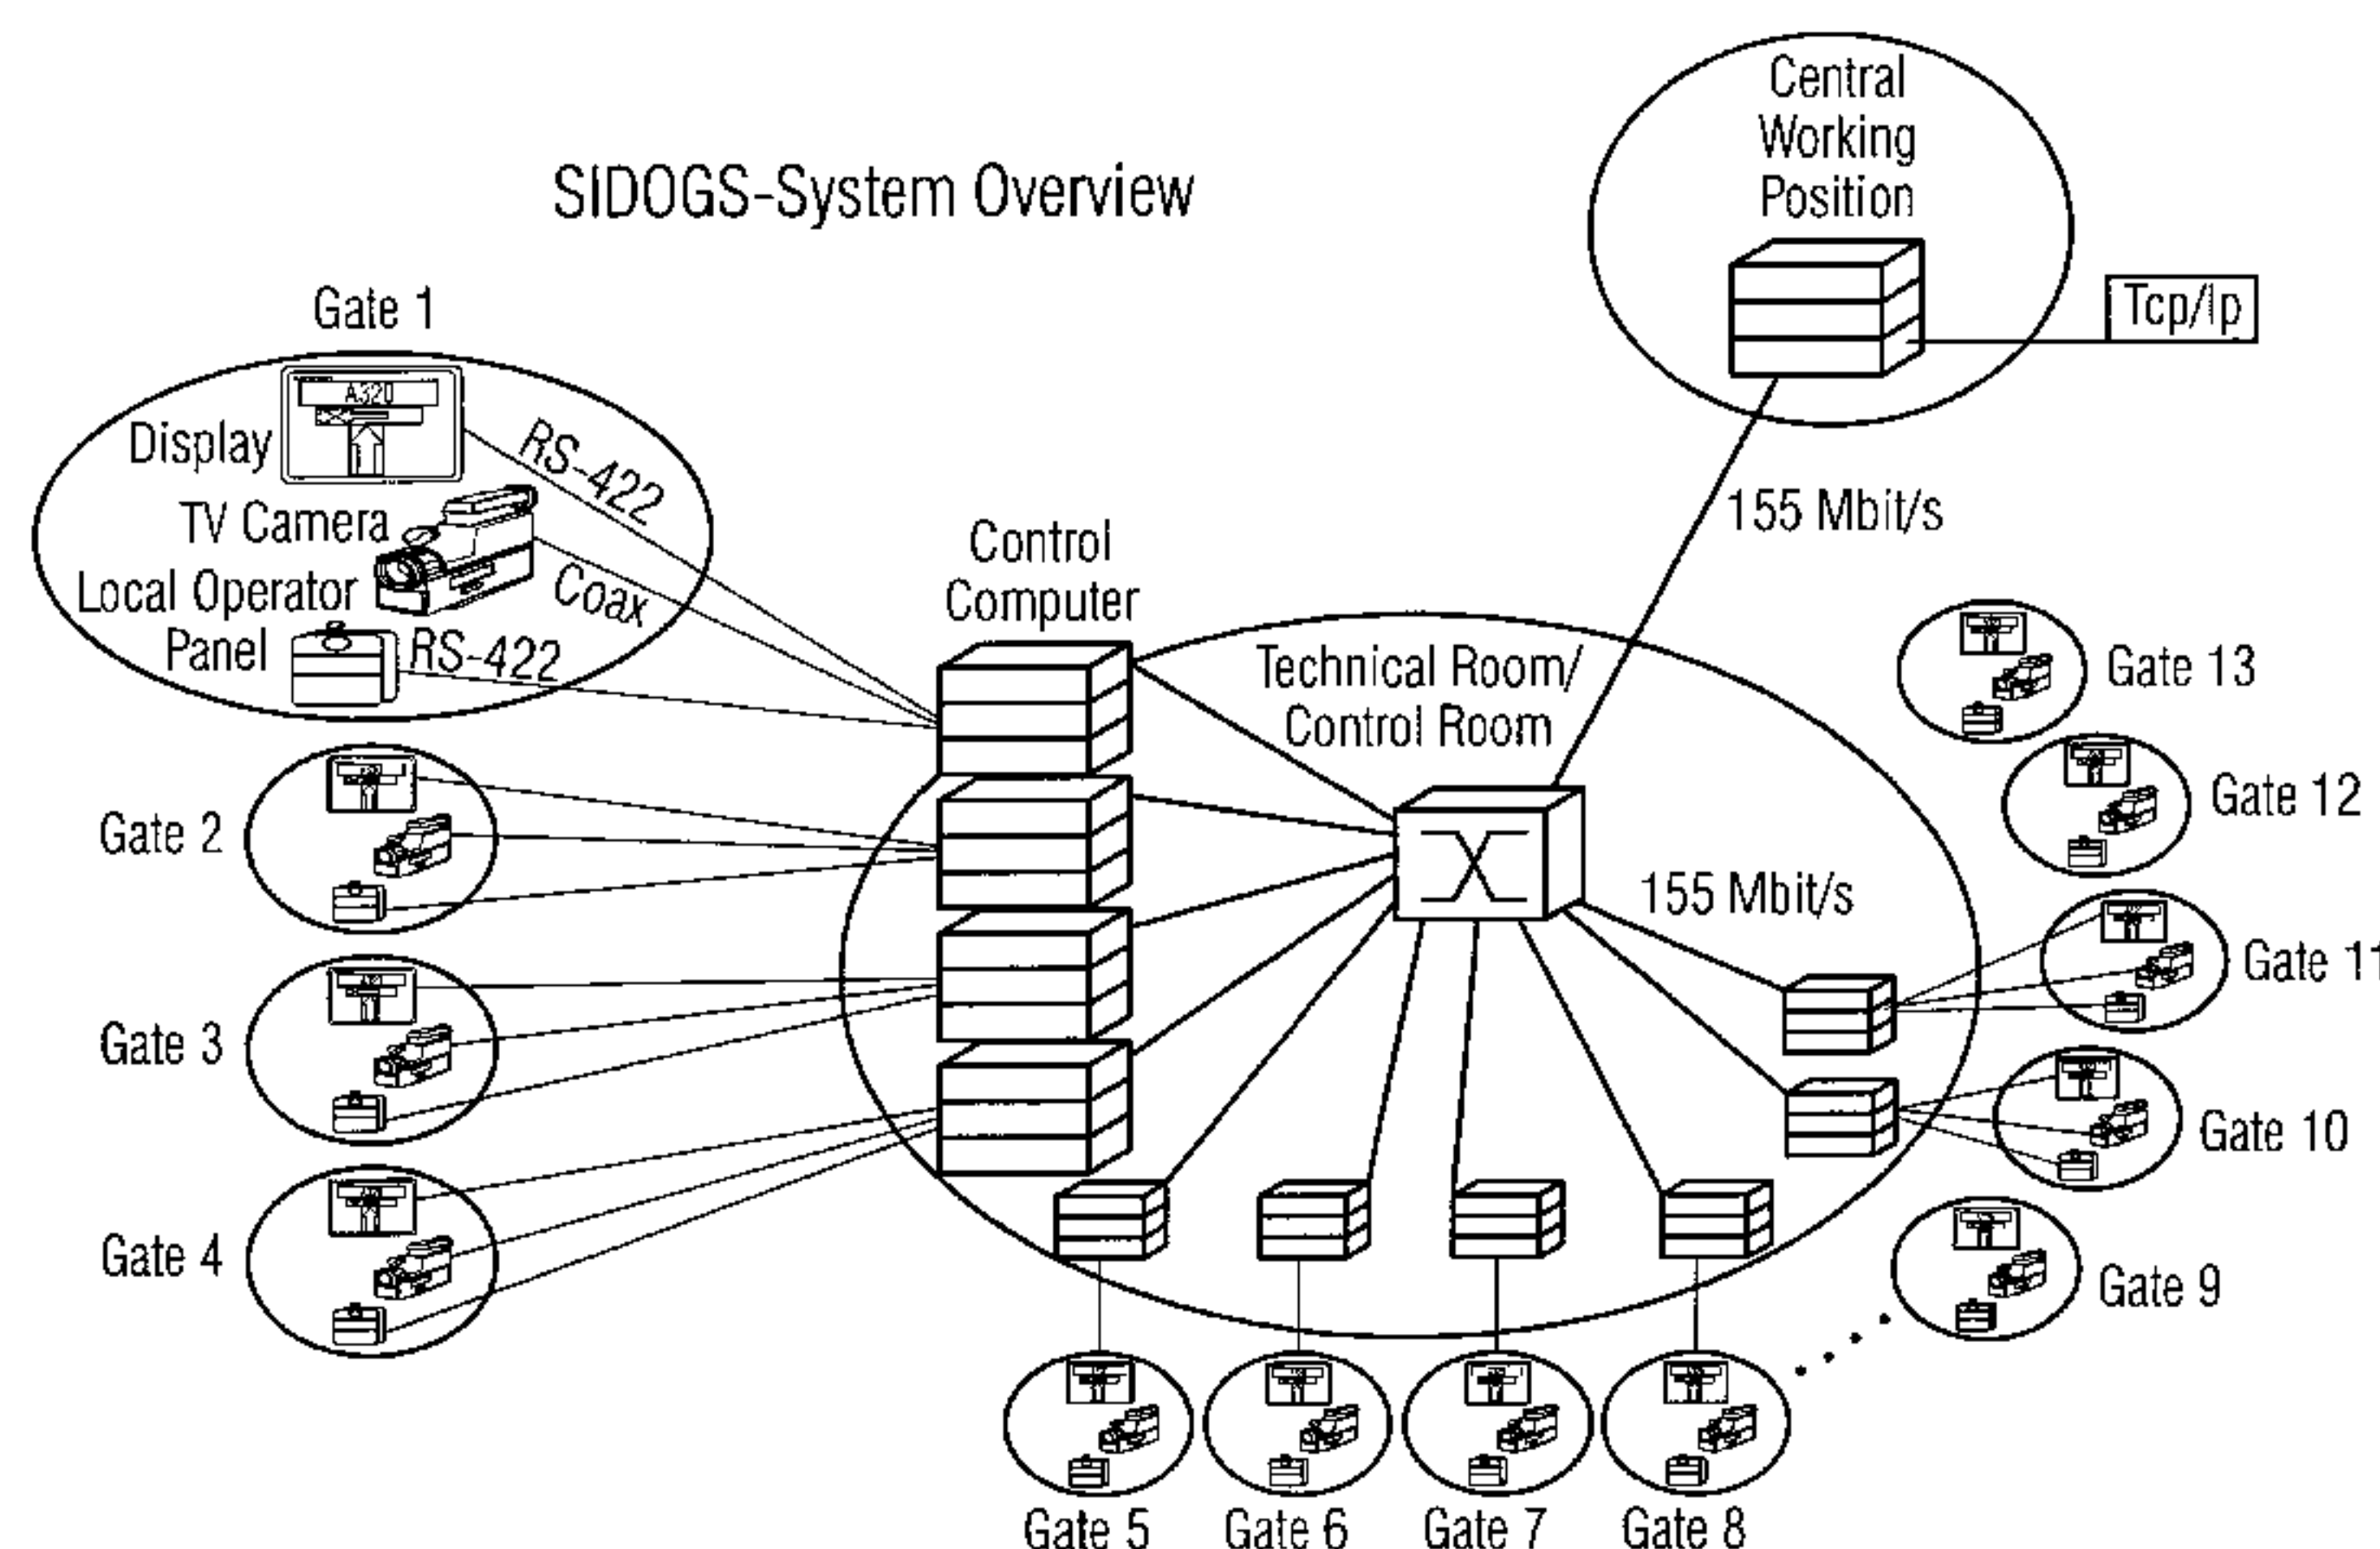 SIDOGS-System Overview
Central
Working
Position
Tcp/Ip
155 Mbit/s
Gate 1
A320
Display
RS-422
TV Camera
Coax
Local Operator
Panel
RS-422
Control
Computer
Technical Room/
Control Room
155 Mbit/s
Gate 2
Gate 3
Gate 4
Gate 5
Gate 6
Gate 7
Gate 8
Gate 9
Gate 10
Gate 11
Gate 12
Gate 13